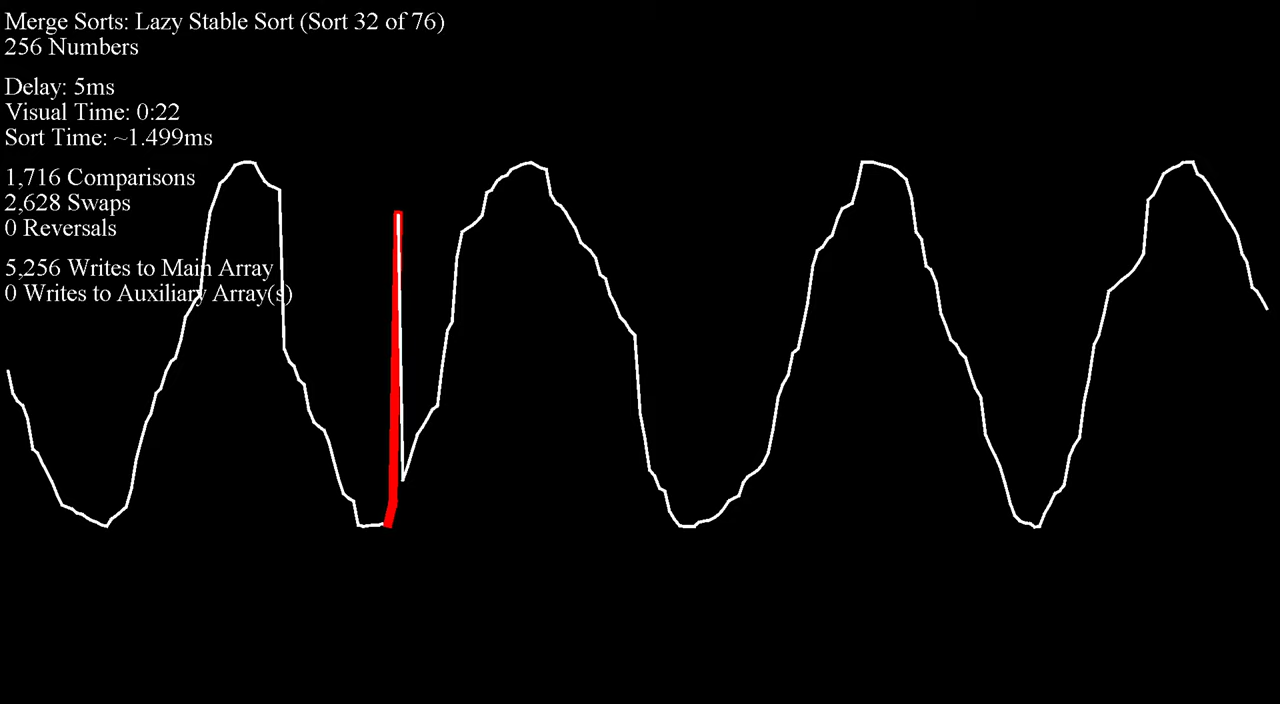 Merge Sorts: Lazy Stable Sort (Sort 32 of 76)
256 Numbers
Delay: 5ms
Visual Time: 0:22
Sort Time: ~1.499ms
1,716 Comparisons
2,628 Swaps
0 Reversals
5,256 Writes to Main Array
0 Writes to Auxiliary Array(s)